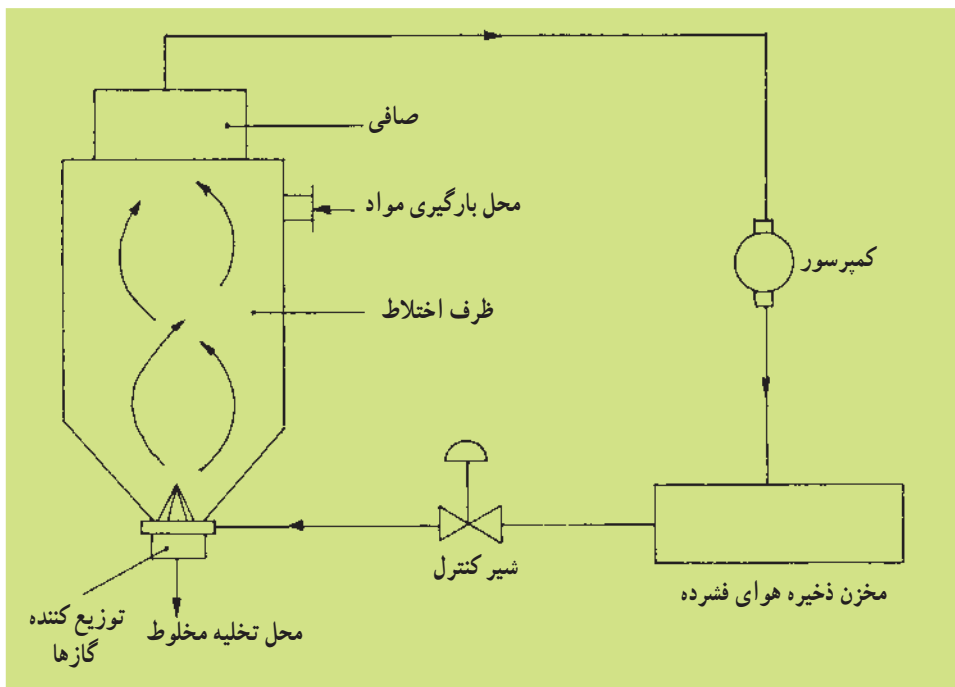 صافی
محل بارگیری مواد
کمپرسور
ظرف اختلاط
شیر کنترل
مخزن ذخیره هوای فشرده
توزیع کننده
گازها
محل تخلیه مخلوط